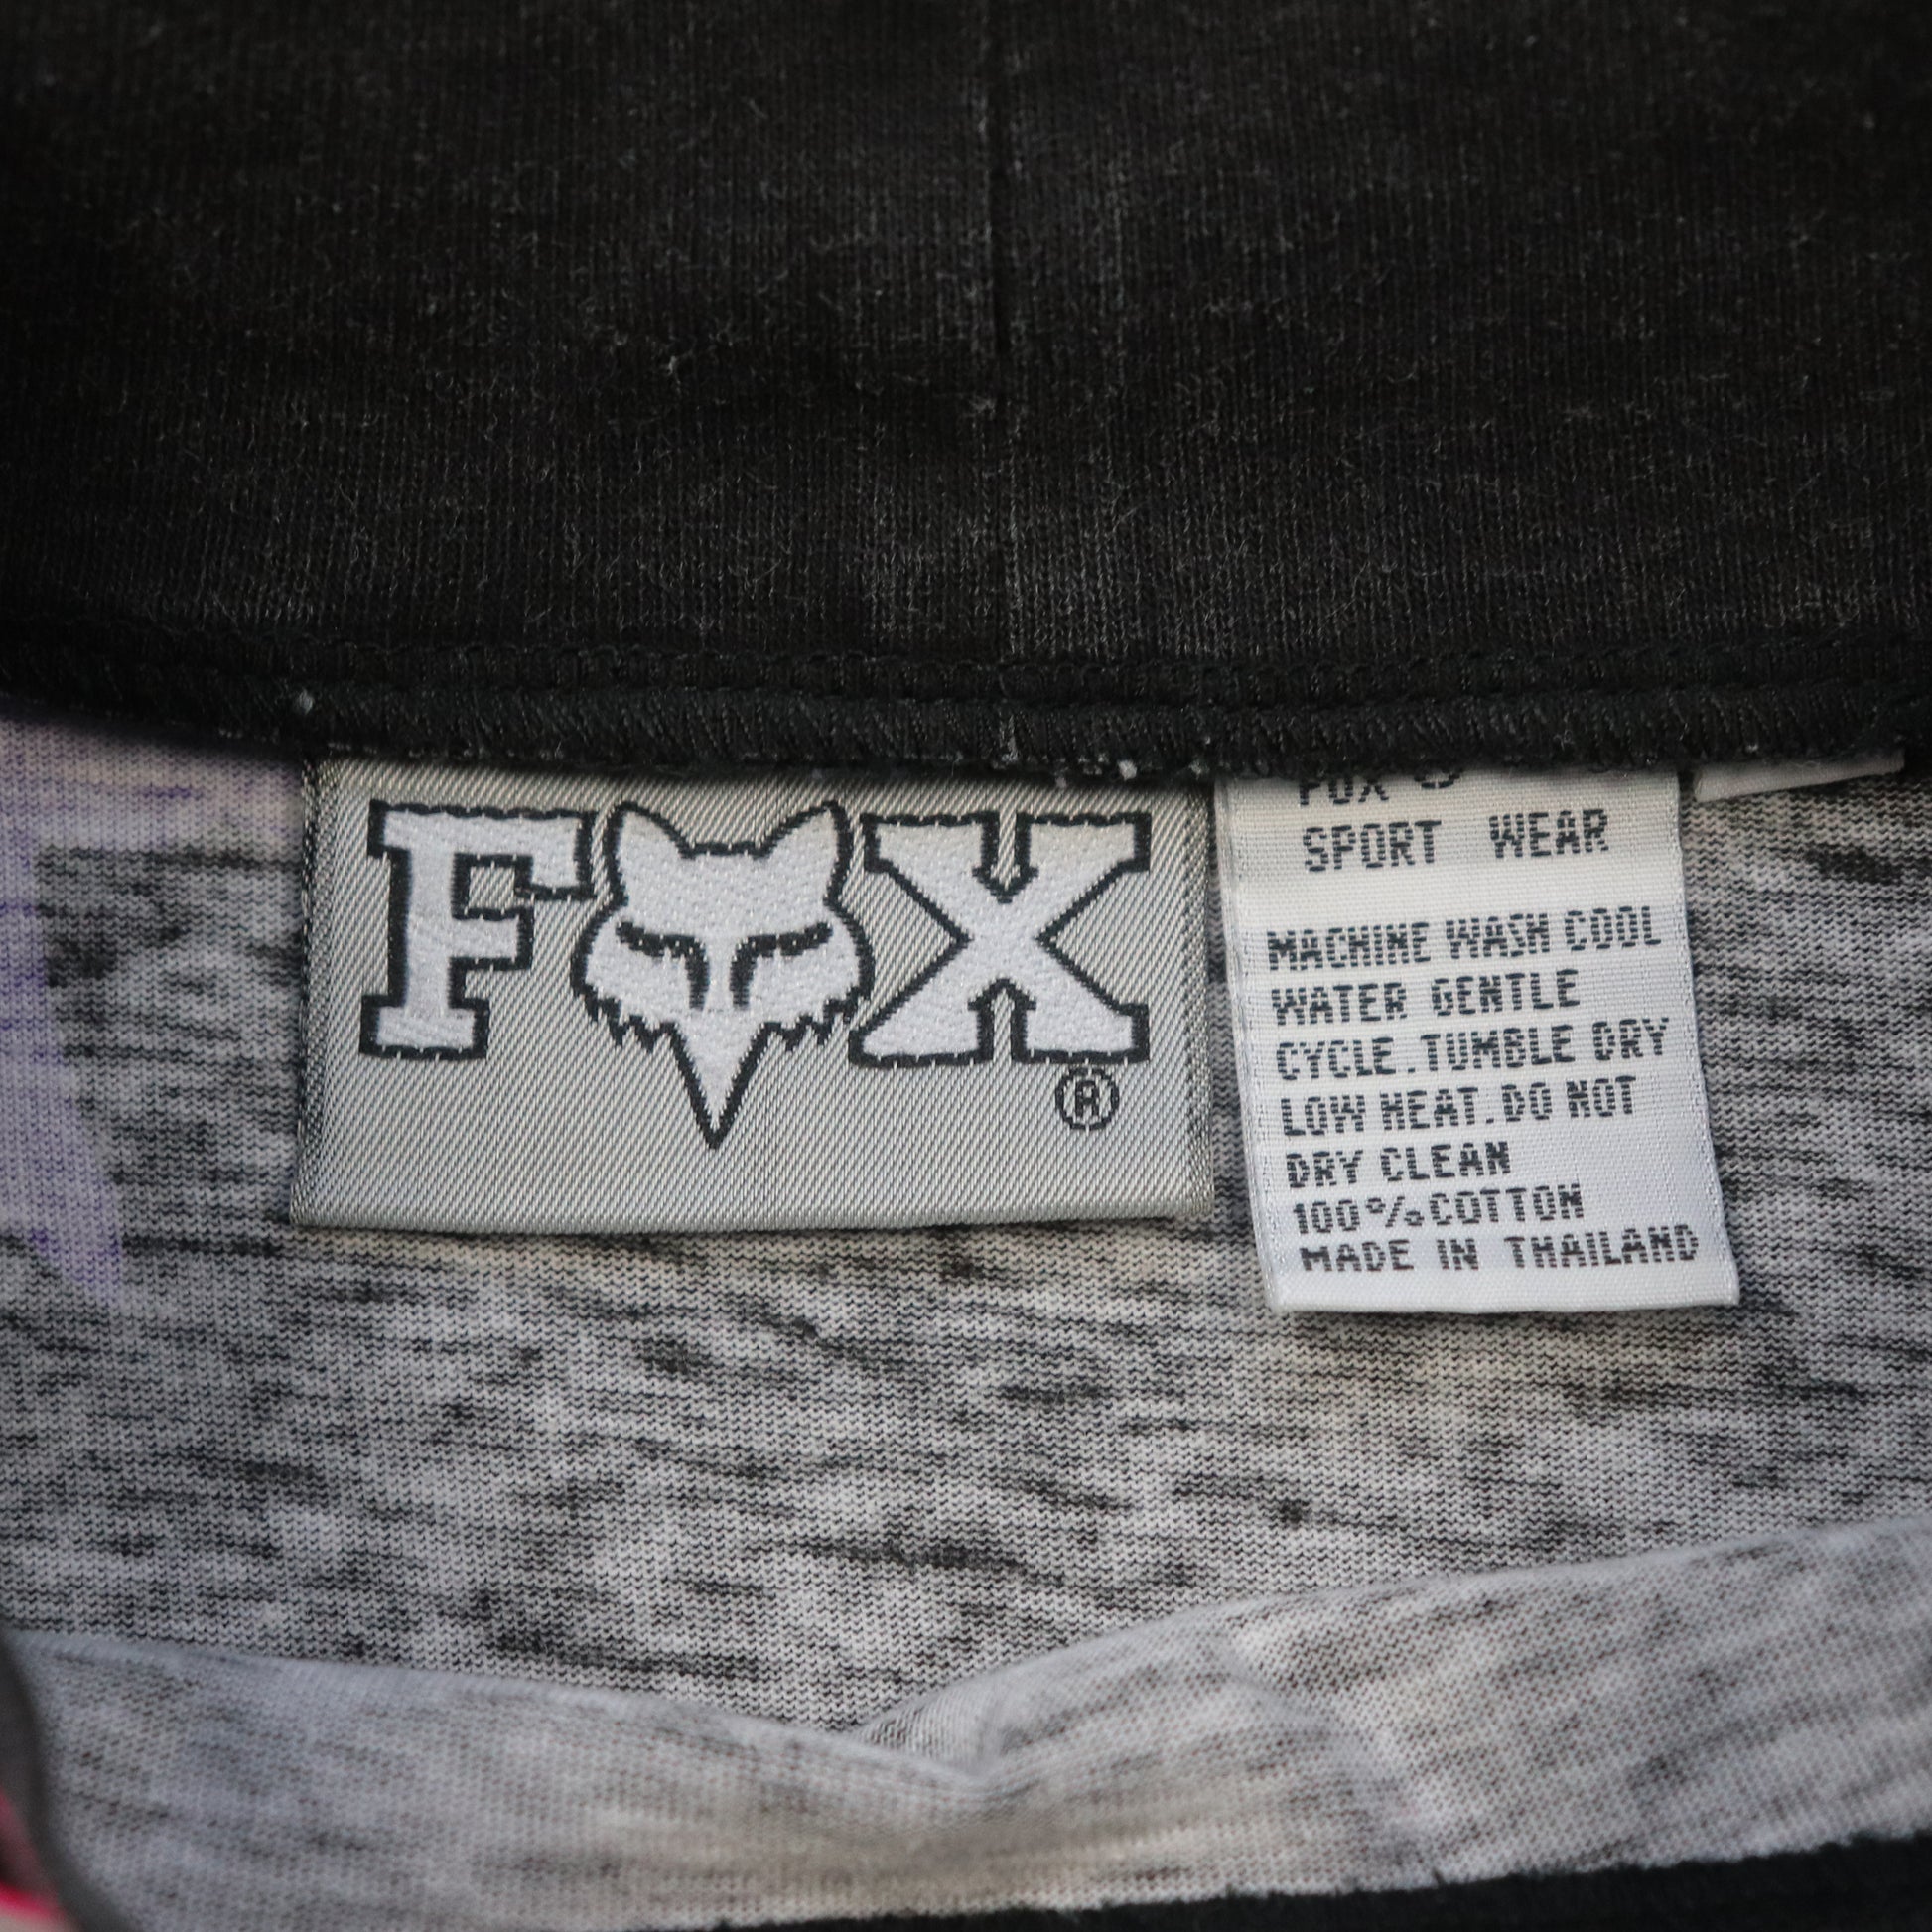 FOX
®
FOX
SPORT WEAR
MACHINE WASH COOL
WATER GENTLE
CYCLE.TUMBLE DRY
LOW HEAT.DO NOT
DRY CLEAN
100%COTTON
MADE IN THAILAND